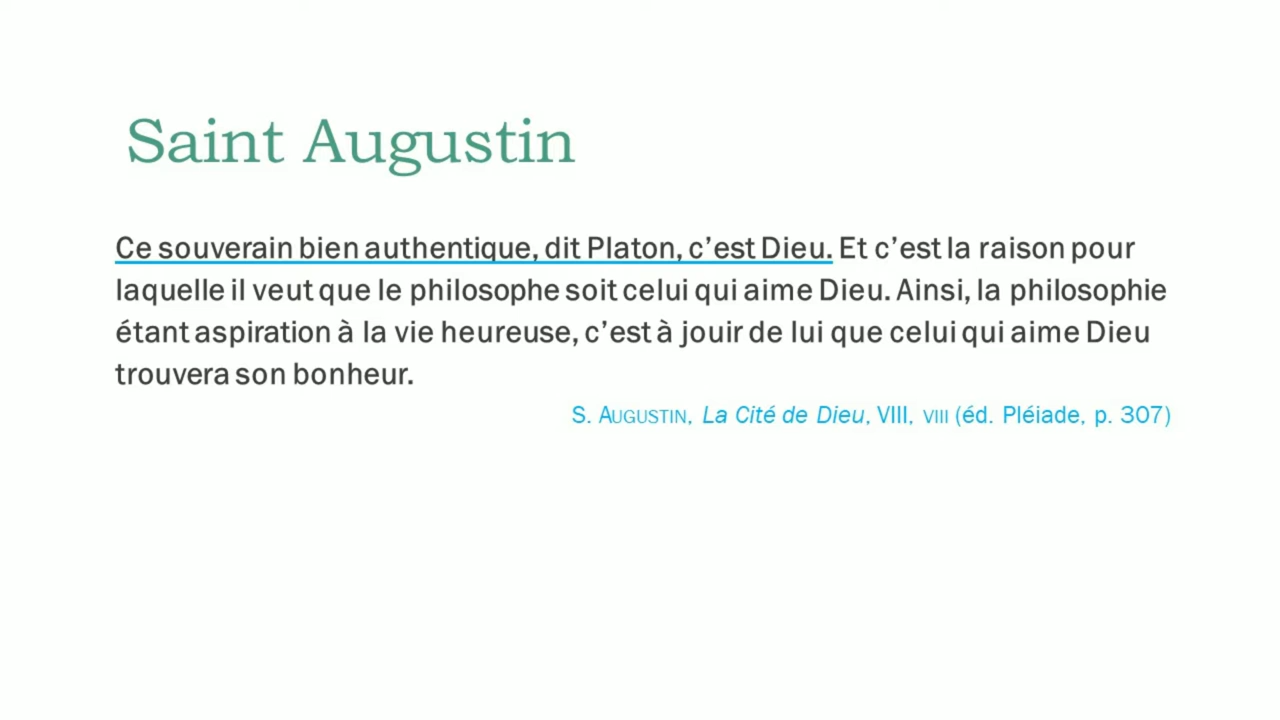 Saint Augustin
Ce souverain bien authentique, dit Platon, c’est Dieu. Et c’est la raison pour
laquelle il veut que le philosophe soit celui qui aime Dieu. Ainsi, la philosophie
étant aspiration à la vie heureuse, c’est à jouir de lui que celui qui aime Dieu
trouvera son bonheur.
S. AUGUSTIN, La Cité de Dieu, VIII, VIII (éd. Pléiade, p. 307)